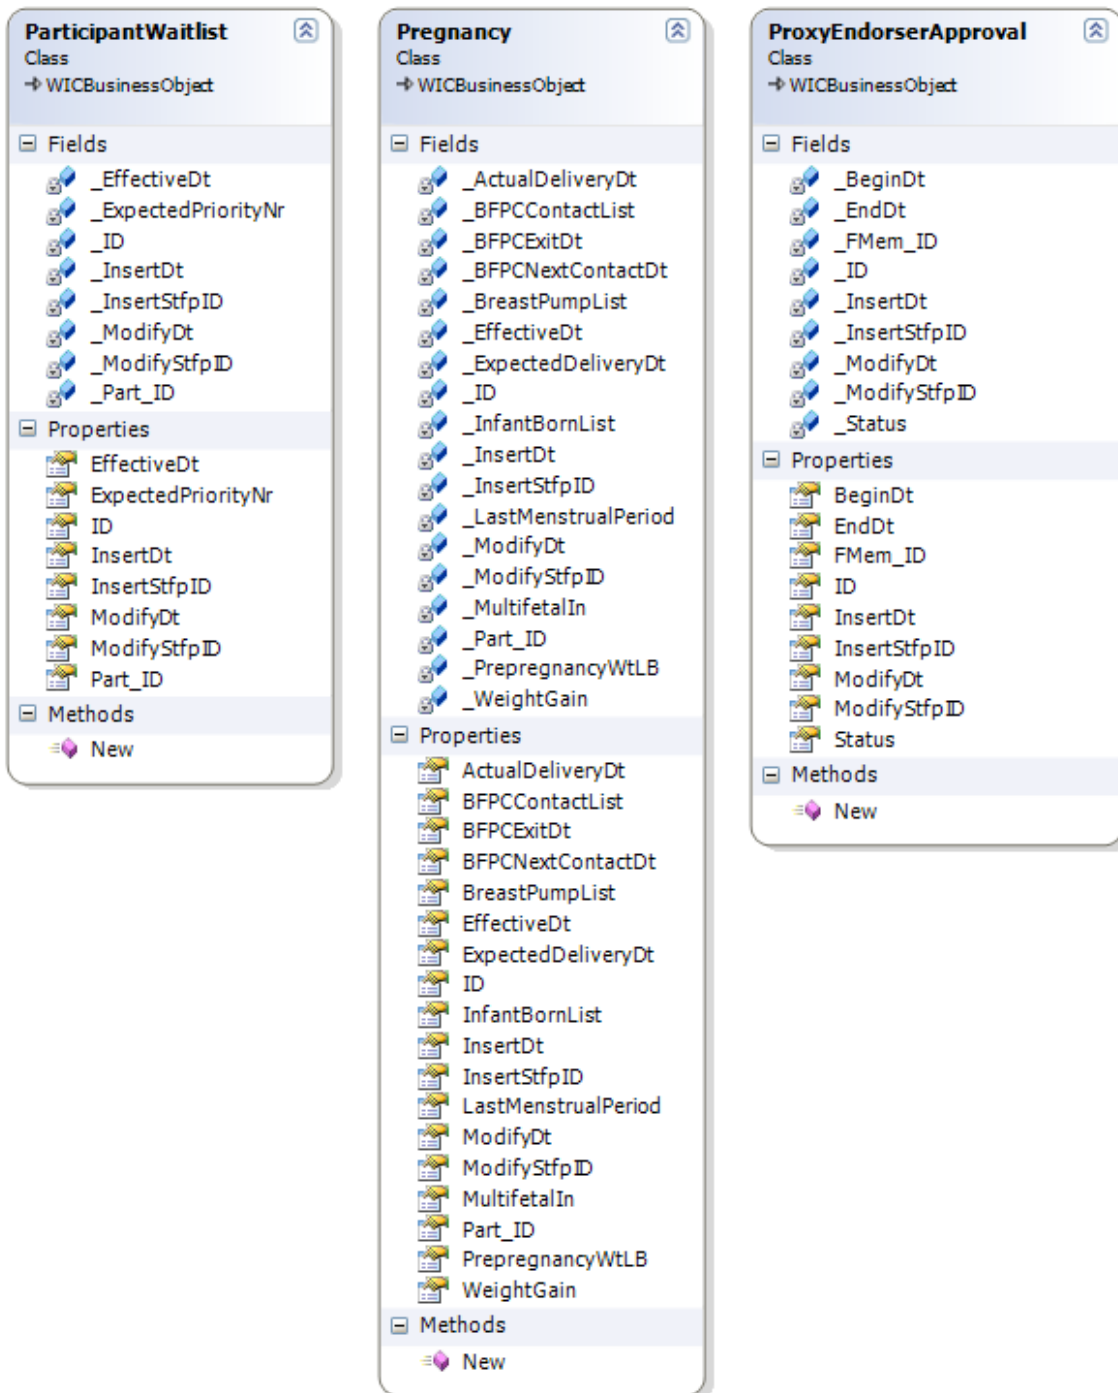 ParticipantWaitlist
Class
WICBusinessObject
Fields
_EffectiveDt
_ExpectedPriorityNr
_ID
_InsertDt
_InsertStfpID
_ModifyDt
_ModifyStfpID
_Part_ID
Properties
EffectiveDt
ExpectedPriorityNr
ID
InsertDt
InsertStfpID
ModifyDt
ModifyStfpID
Part_ID
Methods
New
Pregnancy
Class
WICBusinessObject
Fields
_ActualDeliveryDt
_BFPCContactList
_BFPCExitDt
_BFPCNextContactDt
_BreastPumpList
_EffectiveDt
_ExpectedDeliveryDt
_ID
_InfantBornList
_InsertDt
_InsertStfpID
_LastMenstrualPeriod
_ModifyDt
_ModifyStfpID
_MultifetalIn
_Part_ID
_PrepregnancyWtLB
_WeightGain
Properties
ActualDeliveryDt
BFPCContactList
BFPCExitDt
BFPCNextContactDt
BreastPumpList
EffectiveDt
ExpectedDeliveryDt
ID
InfantBornList
InsertDt
InsertStfpID
LastMenstrualPeriod
ModifyDt
ModifyStfpID
MultifetalIn
Part_ID
PrepregnancyWtLB
WeightGain
Methods
New
ProxyEndorserApproval
Class
WICBusinessObject
Fields
_BeginDt
_EndDt
_FMem_ID
_ID
_InsertDt
_InsertStfpID
_ModifyDt
_ModifyStfpID
_Status
Properties
BeginDt
EndDt
FMem_ID
ID
InsertDt
InsertStfpID
ModifyDt
ModifyStfpID
Status
Methods
New